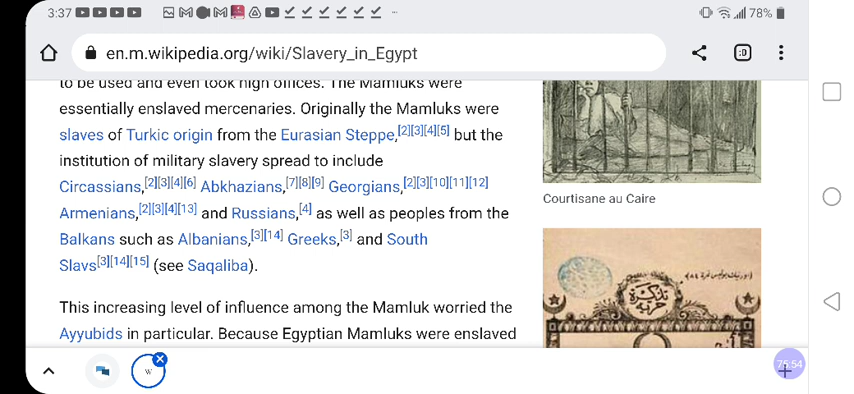 3:37
78%
en.m.wikipedia.org/wiki/Slavery_in_Egypt
:D
to be used and even took high offices. The Mamluks were
essentially enslaved mercenaries. Originally the Mamluks were
slaves of Turkic origin from the Eurasian Steppe,[2][3][4][5] but the
institution of military slavery spread to include
Circassians,[2][3][4][6] Abkhazians,[7][8][9] Georgians,[2][3][10][11][12]
Armenians,[2][3][4][13] and Russians,[4] as well as peoples from the
Balkans such as Albanians,[3][14] Greeks,[3] and South
Slavs[3][14][15] (see Saqaliba).
This increasing level of influence among the Mamluk worried the
Ayyubids in particular. Because Egyptian Mamluks were enslaved
Courtisane au Caire
تذكرة
حرية
W
75:54